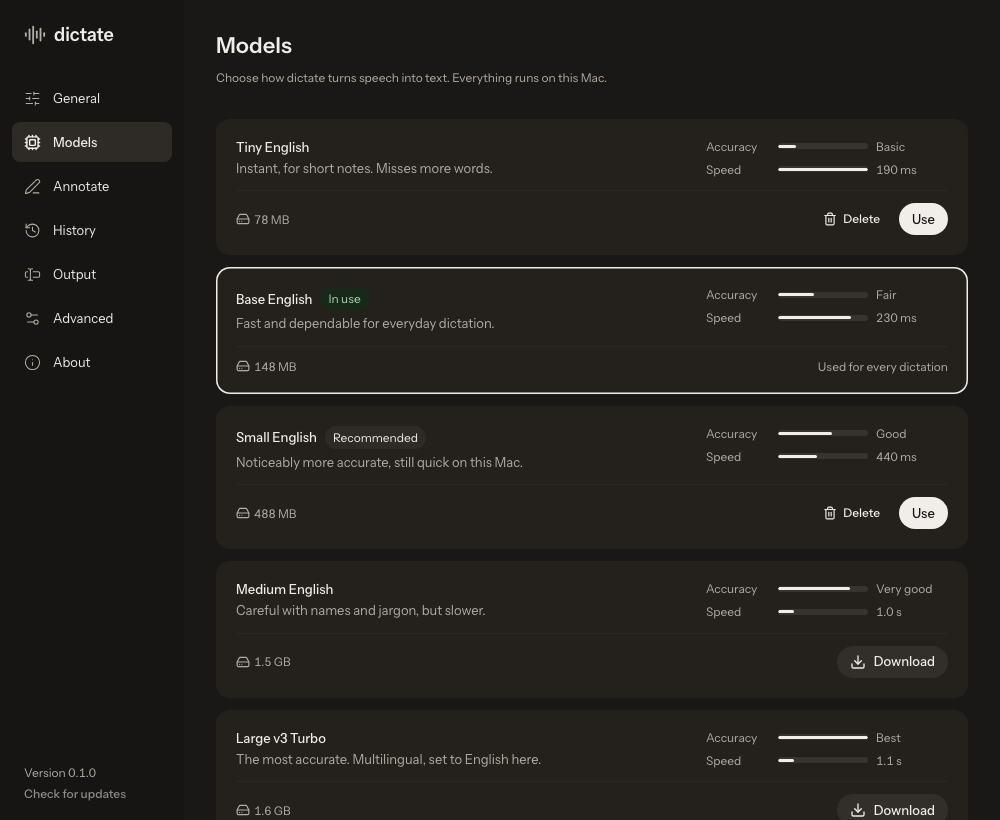 dictate
General
Models
Annotate
History
Output
Advanced
About
Version 0.1.0
Check for updates
Models
Choose how dictate turns speech into text. Everything runs on this Mac.
Tiny English
Instant, for short notes. Misses more words.
Accuracy Basic
Speed 190 ms
78 MB
Delete Use
Base English In use
Fast and dependable for everyday dictation.
Accuracy Fair
Speed 230 ms
148 MB
Used for every dictation
Small English Recommended
Noticeably more accurate, still quick on this Mac.
Accuracy Good
Speed 440 ms
488 MB
Delete Use
Medium English
Careful with names and jargon, but slower.
Accuracy Very good
Speed 1.0 s
1.5 GB
Download
Large v3 Turbo
The most accurate. Multilingual, set to English here.
Accuracy Best
Speed 1.1 s
1.6 GB
Download